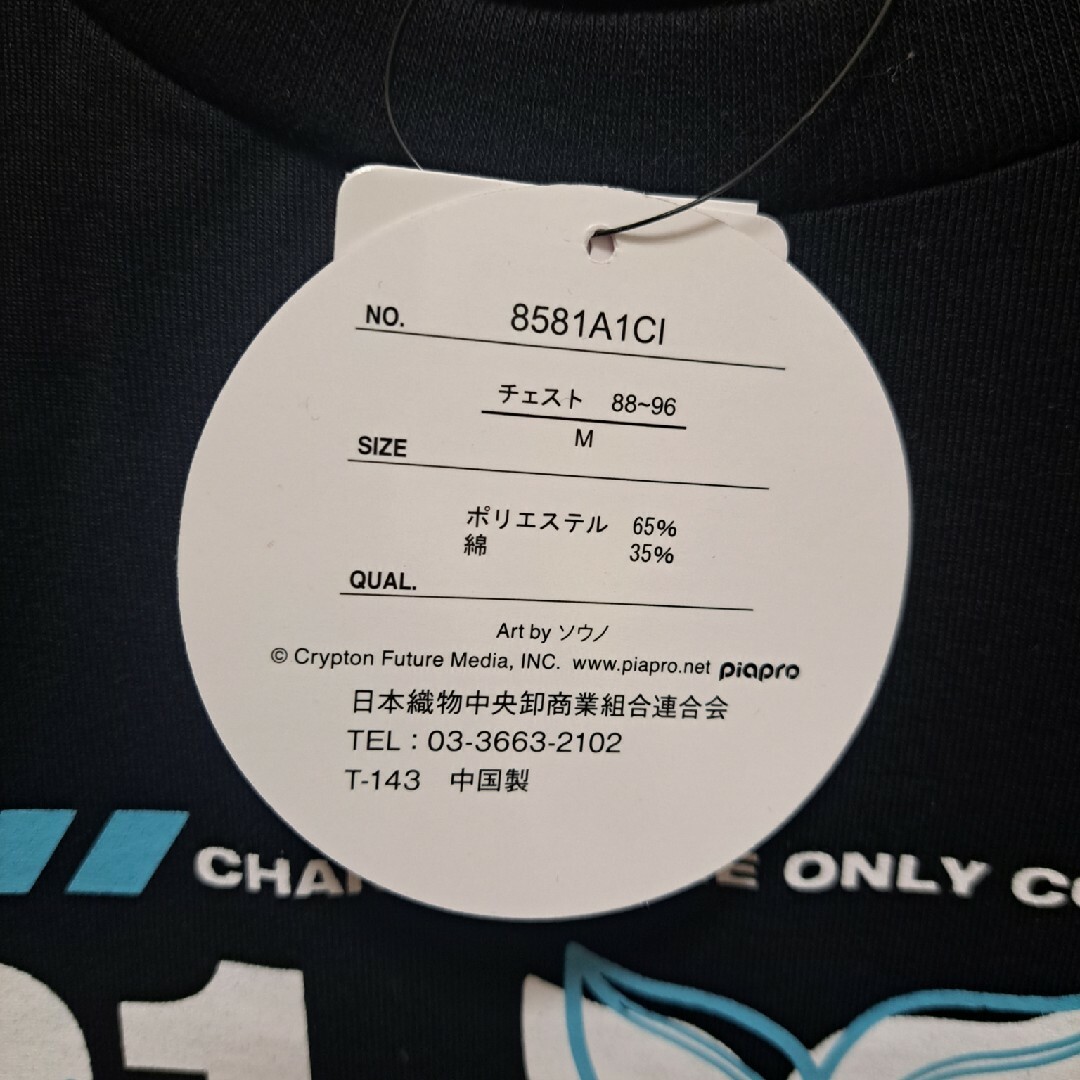 NO. 8581A1CI
チェスト 88~96
M
SIZE
ポリエステル 65%
綿 35%
QUAL.
Art by ソウノ
© Crypton Future Media, INC. www.piapro.net piapro
日本織物中央卸商業組合連合会
TEL：03-3663-2102
T-143 中国製
ONLY